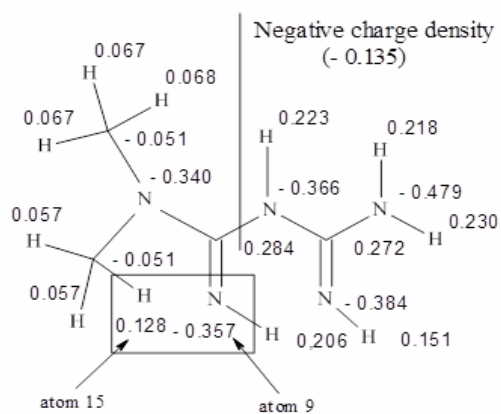 Negative charge density
(- 0.135)
0.067
0.068
H
H
0.067
H
- 0.051
0.223
H
0.218
H
N
- 0.340
- 0.366
N
- 0.479
N
0.230
H
0.057
H
- 0.051
0.284
0.272
0.057
H
H
N
- 0.384
N
0.128
- 0.357
H
0,206
H
0.151
atom 15
atom 9